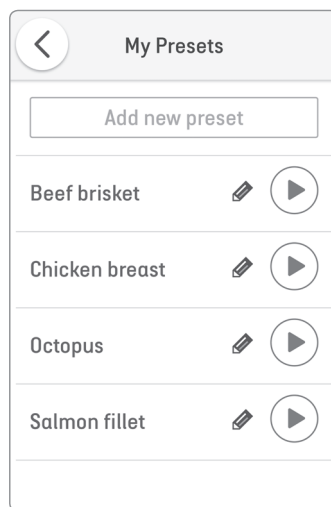 My Presets
Add new preset
Beef brisket
Chicken breast
Octopus
Salmon fillet